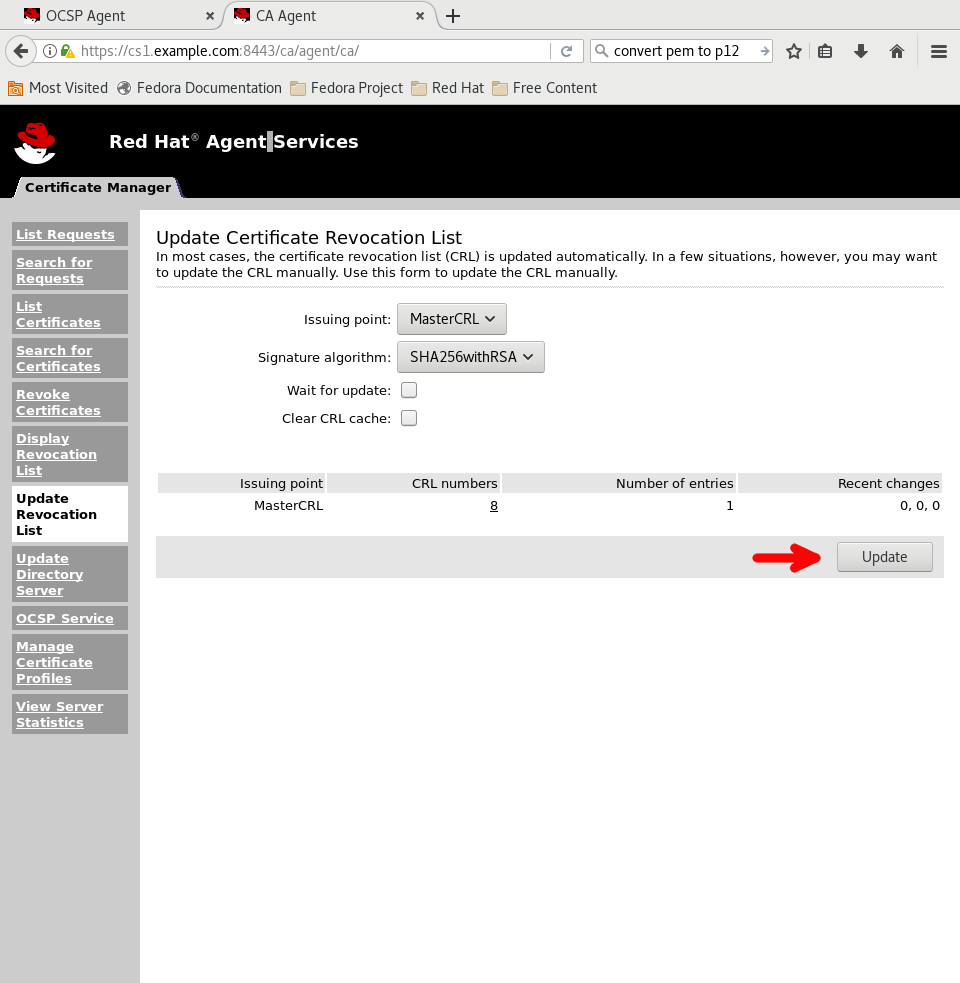 OCSP Agent
CA Agent
https://cs1.example.com:8443/ca/agent/ca/
convert pem to p12
Most Visited
Fedora Documentation
Fedora Project
Red Hat
Free Content
Red Hat® Agent Services
Certificate Manager
List Requests
Search for
Requests
List
Certificates
Search for
Certificates
Revoke
Certificates
Display
Revocation
List
Update
Revocation
List
Update
Directory
Server
OCSP Service
Manage
Certificate
Profiles
View Server
Statistics
Update Certificate Revocation List
In most cases, the certificate revocation list (CRL) is updated automatically. In a few situations, however, you may want
to update the CRL manually. Use this form to update the CRL manually.
Issuing point: MasterCRL
Signature algorithm: SHA256withRSA
Wait for update:
Clear CRL cache:
Issuing point CRL numbers Number of entries Recent changes
MasterCRL 8 1 0, 0, 0
Update